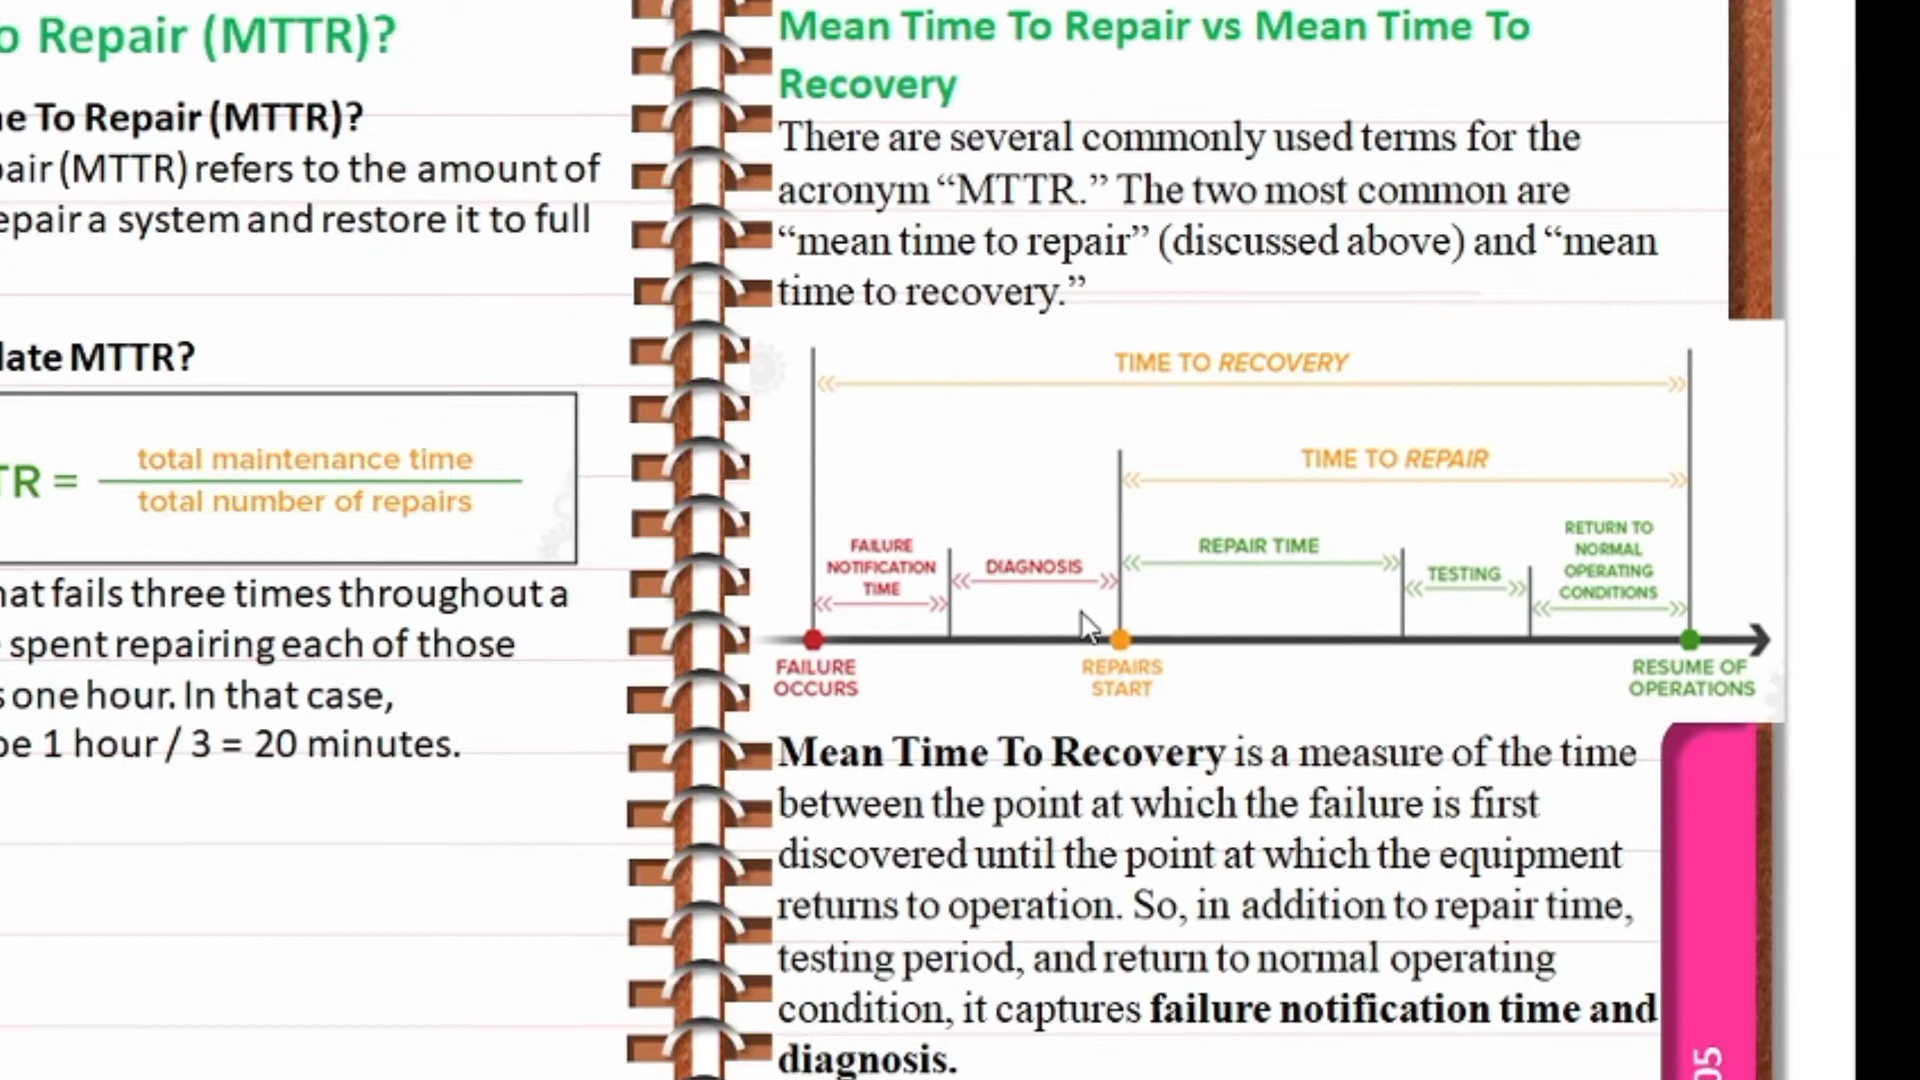 o Repair (MTTR)?
e To Repair (MTTR)?
air (MTTR) refers to the amount of
epair a system and restore it to full
late MTTR?
TR = total maintenance time
total number of repairs
at fails three times throughout a
spent repairing each of those
s one hour. In that case,
be 1 hour / 3 = 20 minutes.
Mean Time To Repair vs Mean Time To
Recovery
There are several commonly used terms for the
acronym “MTTR.” The two most common are
“mean time to repair” (discussed above) and “mean
time to recovery.”
TIME TO RECOVERY
TIME TO REPAIR
FAILURE
NOTIFICATION
TIME
DIAGNOSIS
REPAIR TIME
TESTING
RETURN TO
NORMAL
OPERATING
CONDITIONS
FAILURE
OCCURS
REPAIRS
START
RESUME OF
OPERATIONS
Mean Time To Recovery is a measure of the time
between the point at which the failure is first
discovered until the point at which the equipment
returns to operation. So, in addition to repair time,
testing period, and return to normal operating
condition, it captures failure notification time and
diagnosis.
05